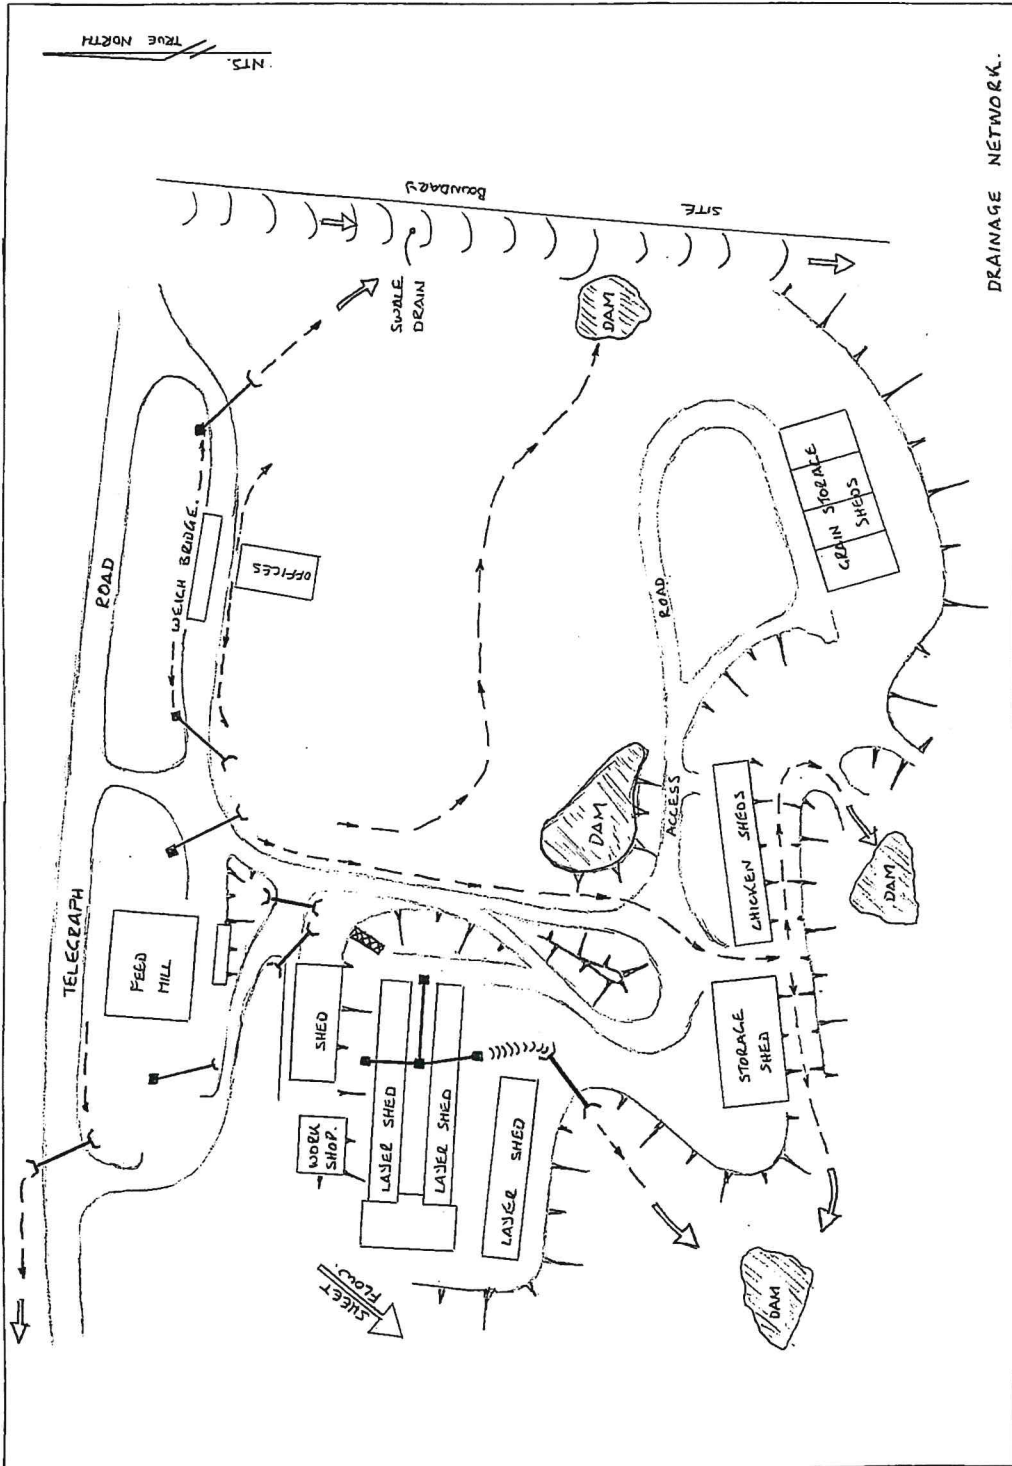 TRUE NORTH
NTS.
DRAINAGE NETWORK.
SITE
BOUNDARY
SWALE
DRAIN
DAM
TELEGRAPH
ROAD
WEIGH BRIDGE.
OFFICES
GRAIN STORAGE
SHEDS
ACCESS
ROAD
DAM
CHICKEN SHEDS
DAM
FEED
MILL
SHED
STORAGE
SHED
WORK
SHOP.
LAYER SHED
LAYER SHED
LAYER SHED
SHEET
FLOW.
DAM